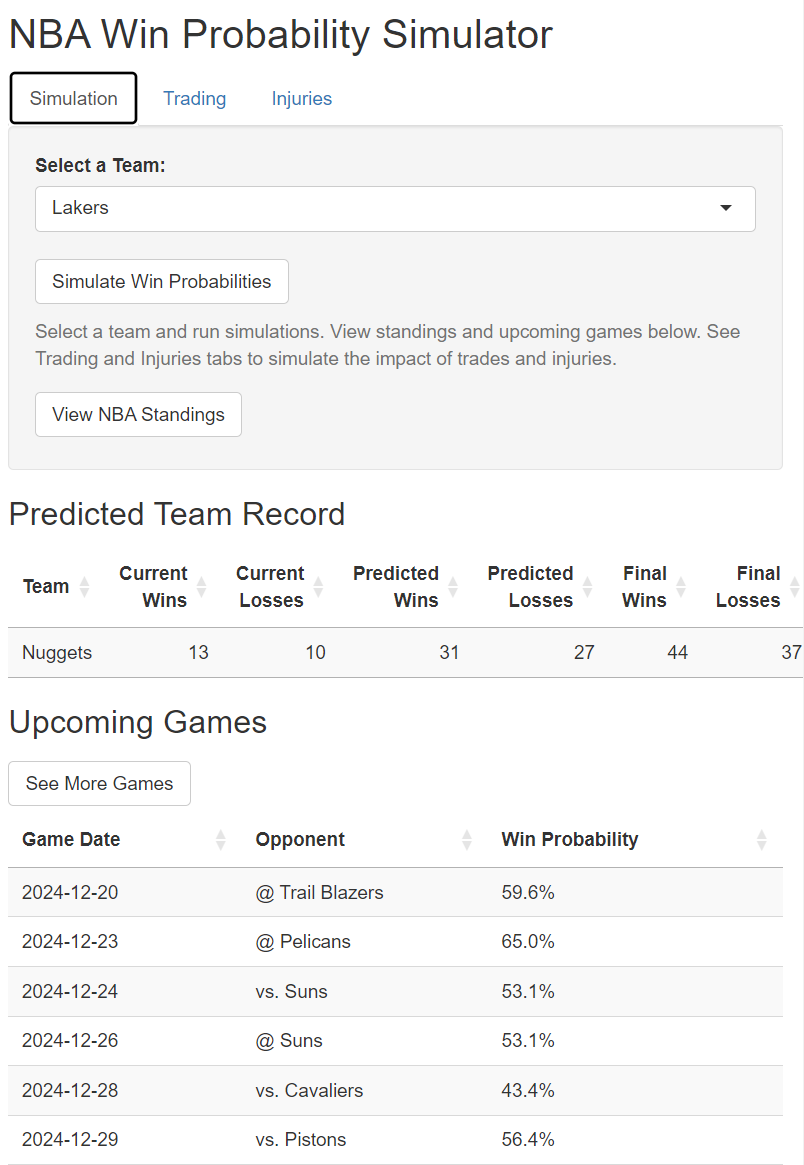 NBA Win Probability Simulator
Simulation Trading Injuries
Select a Team:
Lakers
Simulate Win Probabilities
Select a team and run simulations. View standings and upcoming games below. See
Trading and Injuries tabs to simulate the impact of trades and injuries.
View NBA Standings
Predicted Team Record
Team Current Wins Current Losses Predicted Wins Predicted Losses Final Wins Final Losses
Nuggets 13 10 31 27 44 37
Upcoming Games
See More Games
Game Date Opponent Win Probability
2024-12-20 @ Trail Blazers 59.6%
2024-12-23 @ Pelicans 65.0%
2024-12-24 vs. Suns 53.1%
2024-12-26 @ Suns 53.1%
2024-12-28 vs. Cavaliers 43.4%
2024-12-29 vs. Pistons 56.4%